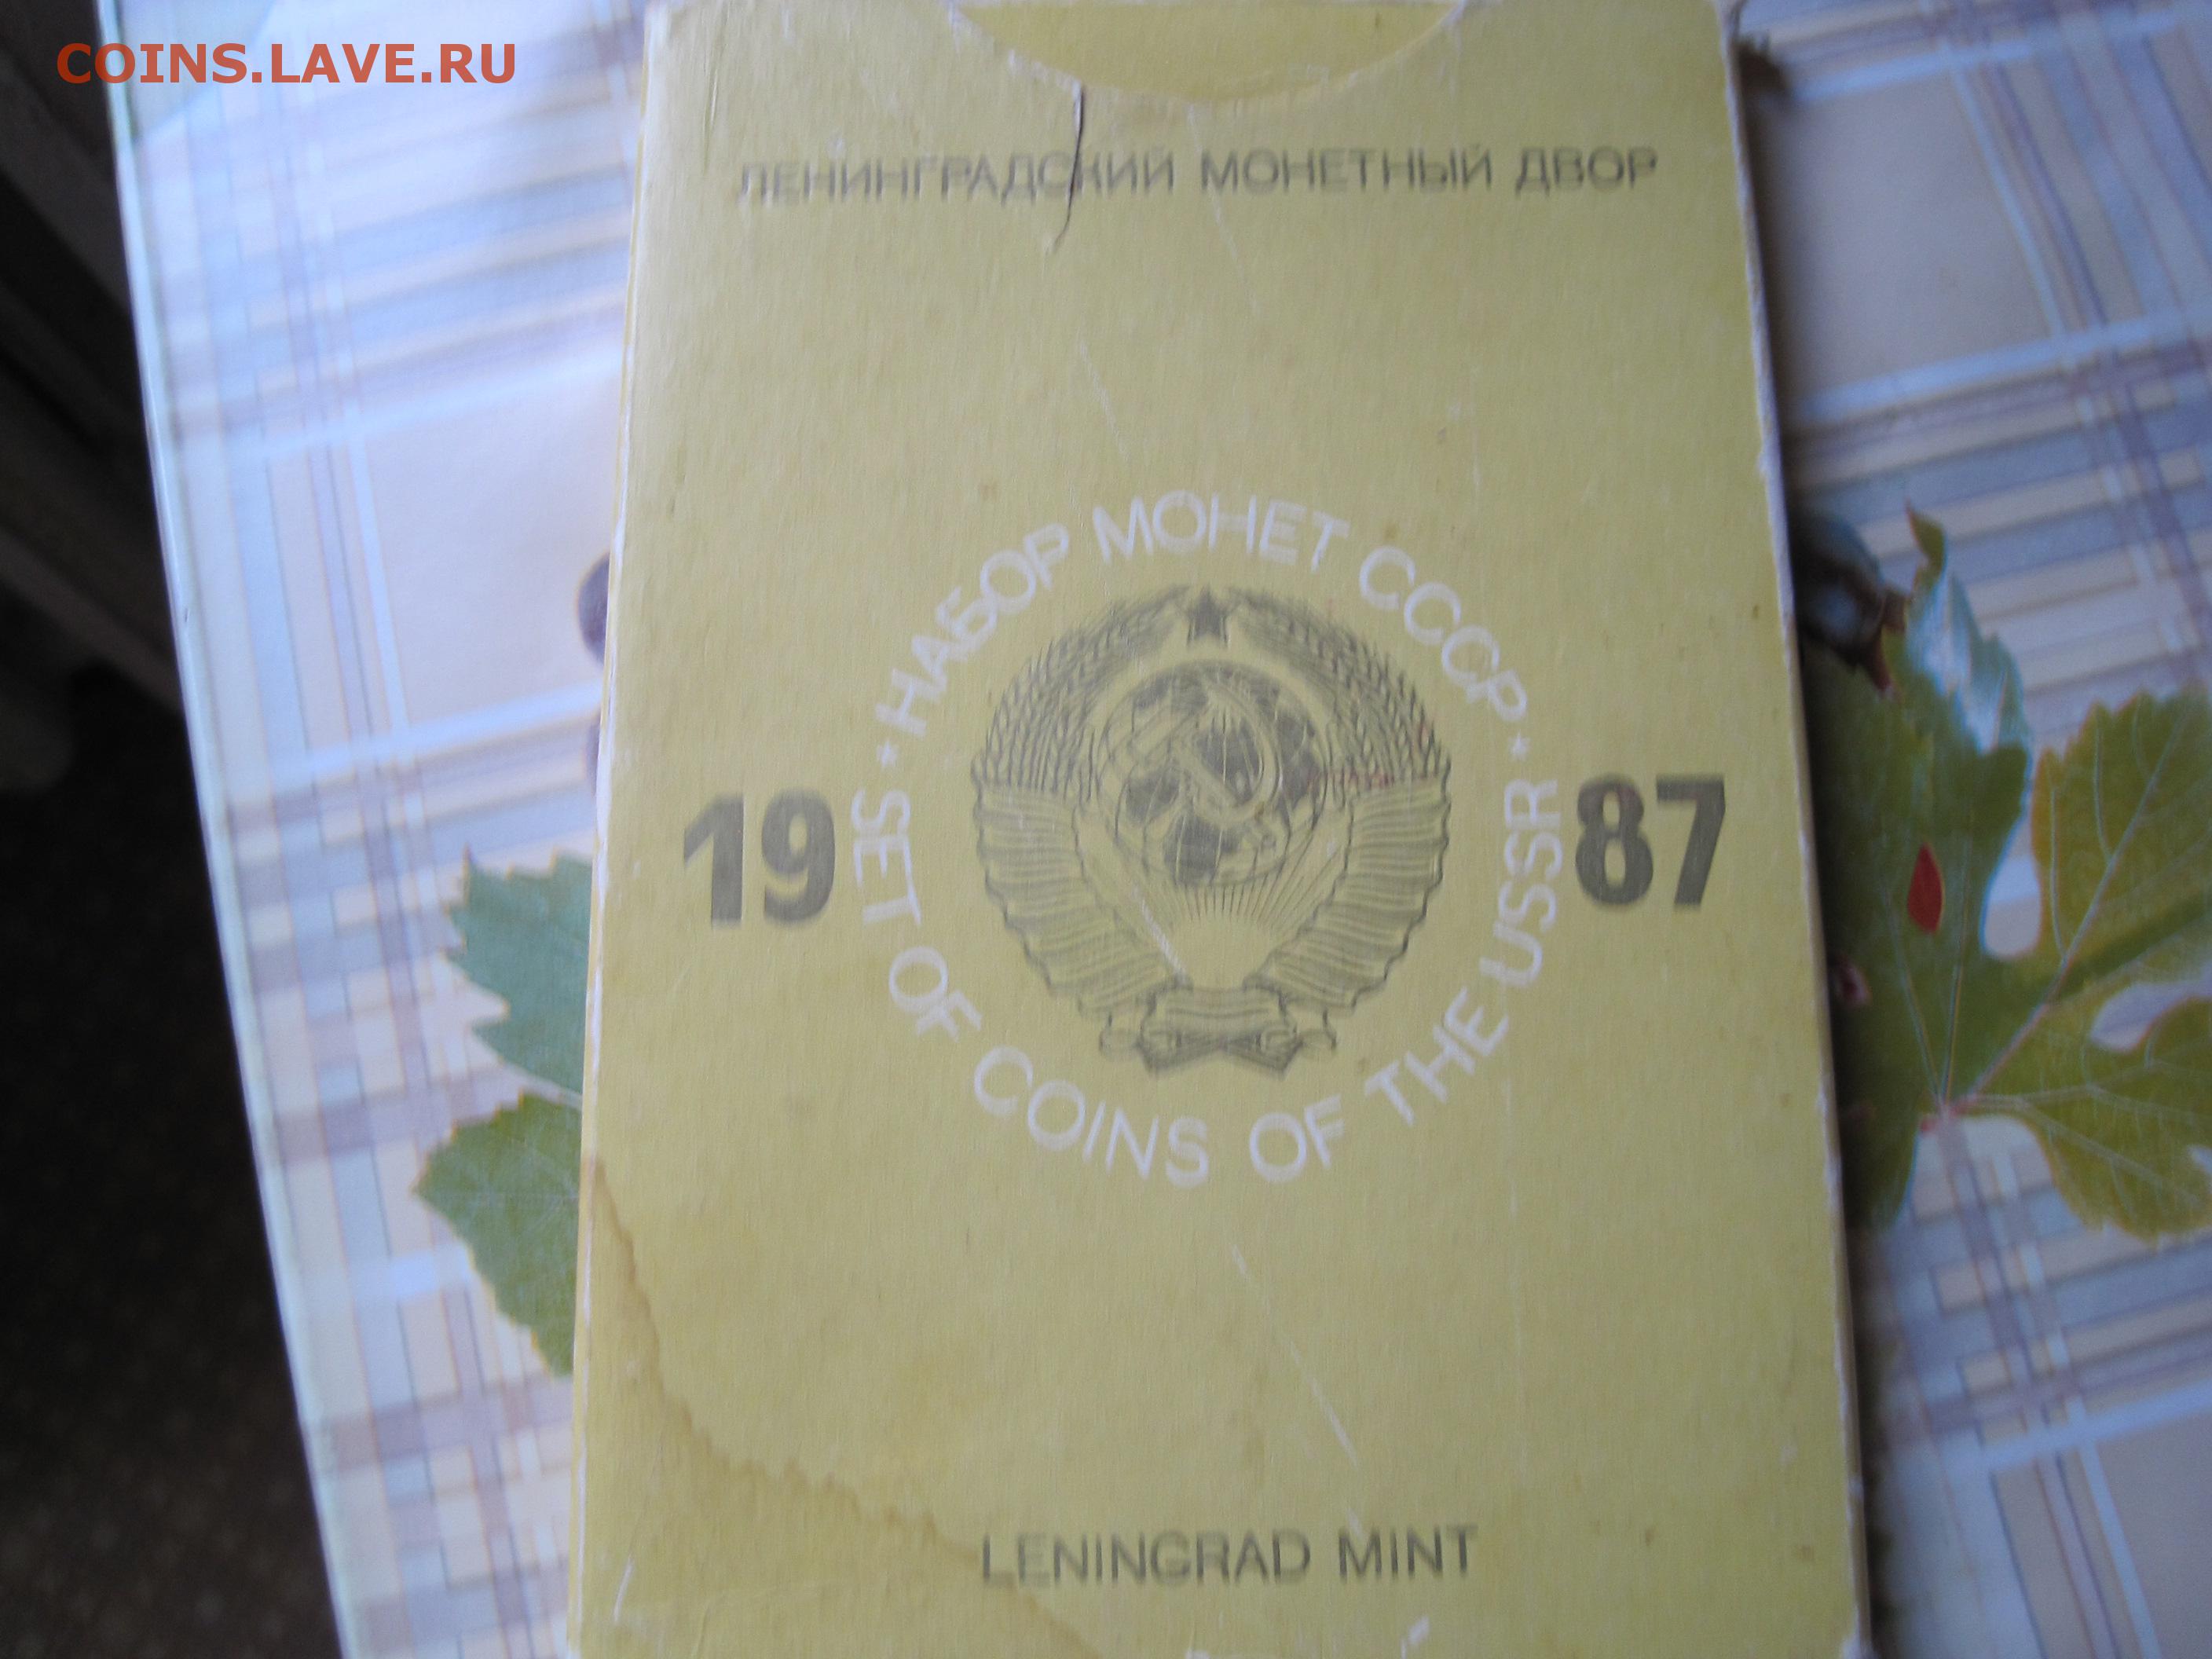 COINS.LAVE.RU
ЛЕНИНГРАДСКИЙ МОНЕТНЫЙ ДВОР
* НАБОР МОНЕТ СССР *
19 87
SET OF COINS OF THE USSR
LENINGRAD MINT